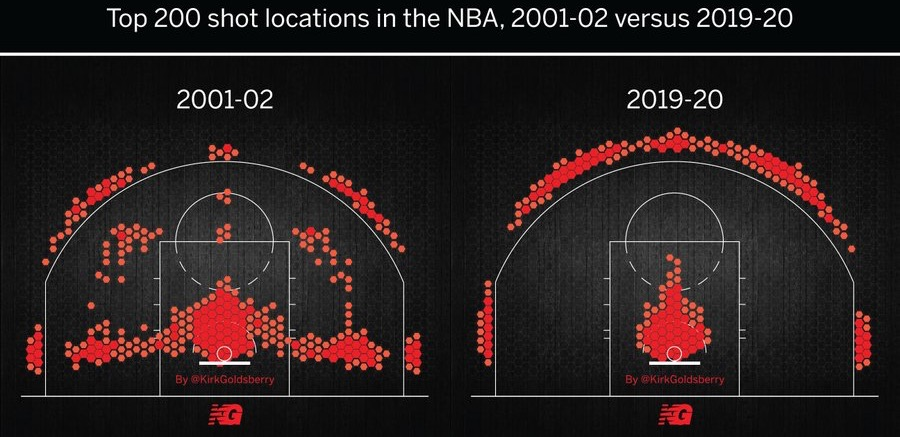 Top 200 shot locations in the NBA, 2001-02 versus 2019-20
2001-02
2019-20
By @KirkGoldsberry
By @KirkGoldsberry